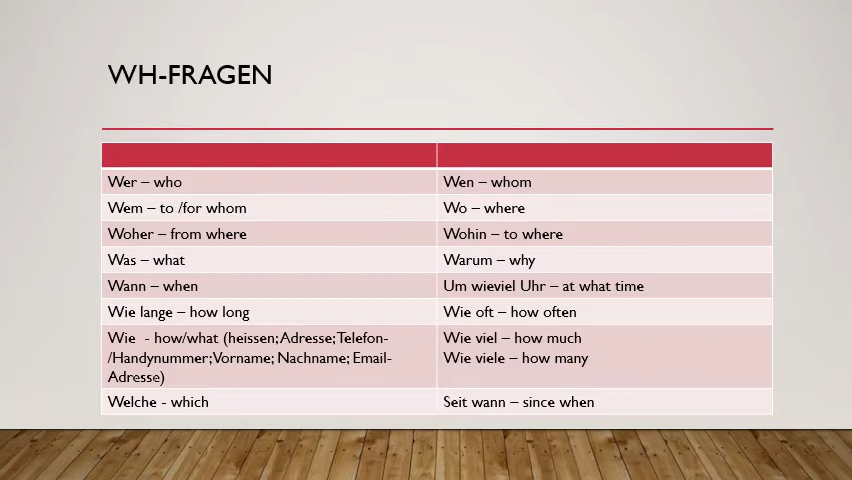 WH-FRAGEN
Wer – who
Wen – whom
Wem – to /for whom
Wo – where
Woher – from where
Wohin – to where
Was – what
Warum – why
Wann – when
Um wieviel Uhr – at what time
Wie lange – how long
Wie oft – how often
Wie - how/what (heissen; Adresse; Telefon-
/Handynummer; Vorname; Nachname; Email-
Adresse)
Wie viel – how much
Wie viele – how many
Welche - which
Seit wann – since when